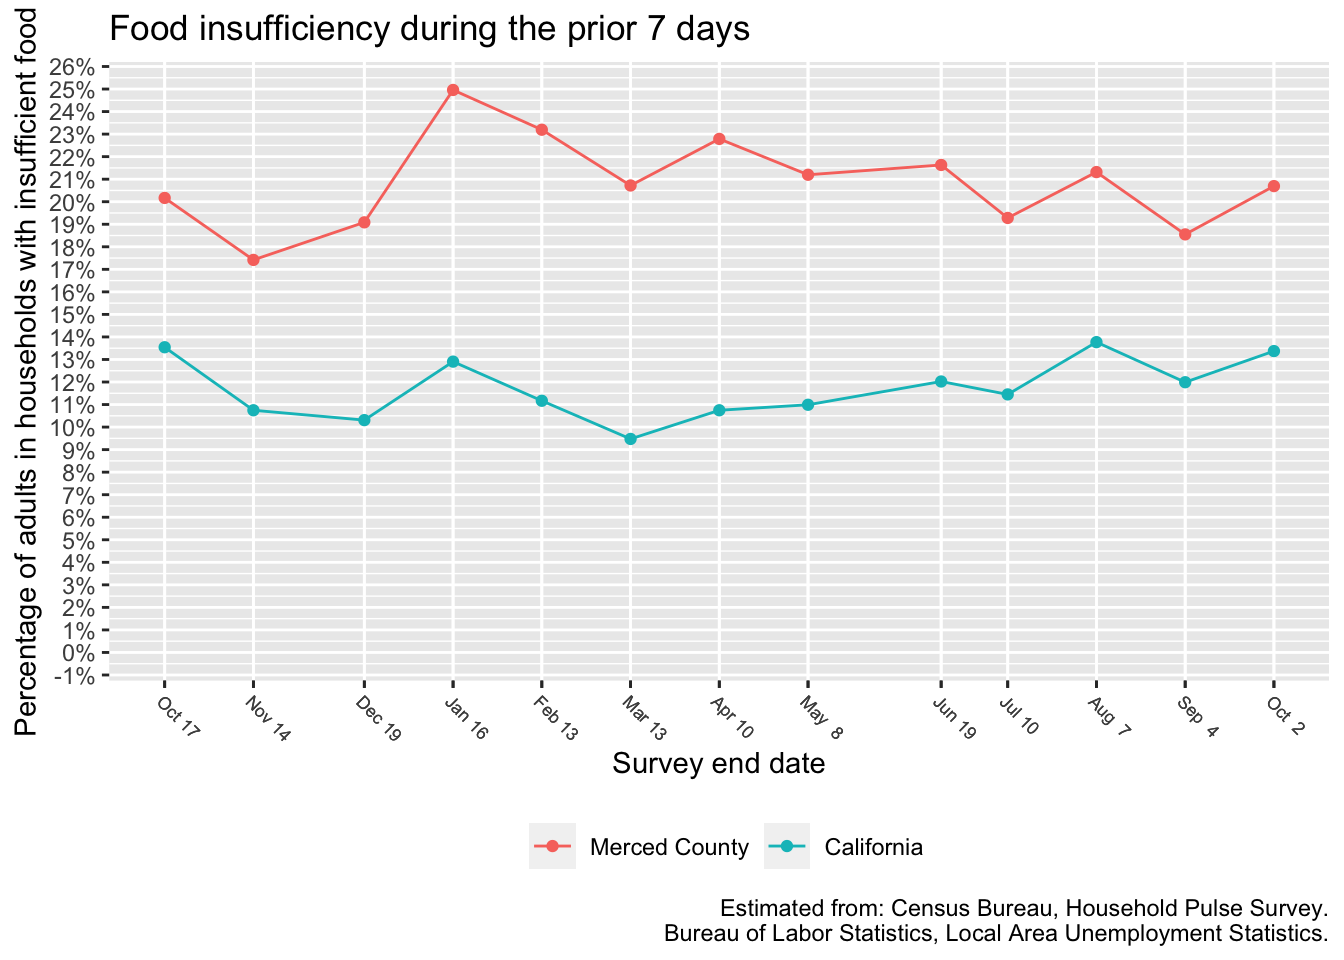 Food insufficiency during the prior 7 days
Percentage of adults in households with insufficient food
26%
25%
24%
23%
22%
21%
20%
19%
18%
17%
16%
15%
14%
13%
12%
11%
10%
9%
8%
7%
6%
5%
4%
3%
2%
1%
0%
-1%
Oct 17
Nov 14
Dec 19
Jan 16
Feb 13
Mar 13
Apr 10
May 8
Jun 19
Jul 10
Aug 7
Sep 4
Oct 2
Survey end date
Merced County
California
Estimated from: Census Bureau, Household Pulse Survey.
Bureau of Labor Statistics, Local Area Unemployment Statistics.